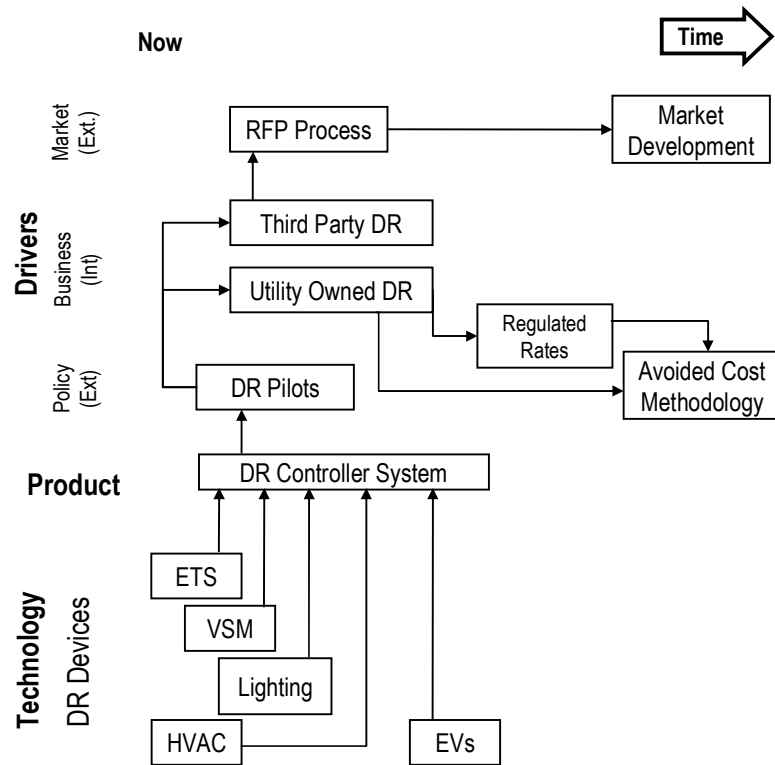 Now
Time
Market
(Ext.)
RFP Process
Market
Development
Drivers
Business
(Int)
Third Party DR
Utility Owned DR
Regulated
Rates
Policy
(Ext)
DR Pilots
Avoided Cost
Methodology
Product
DR Controller System
Technology
DR Devices
ETS
VSM
Lighting
HVAC
EVs